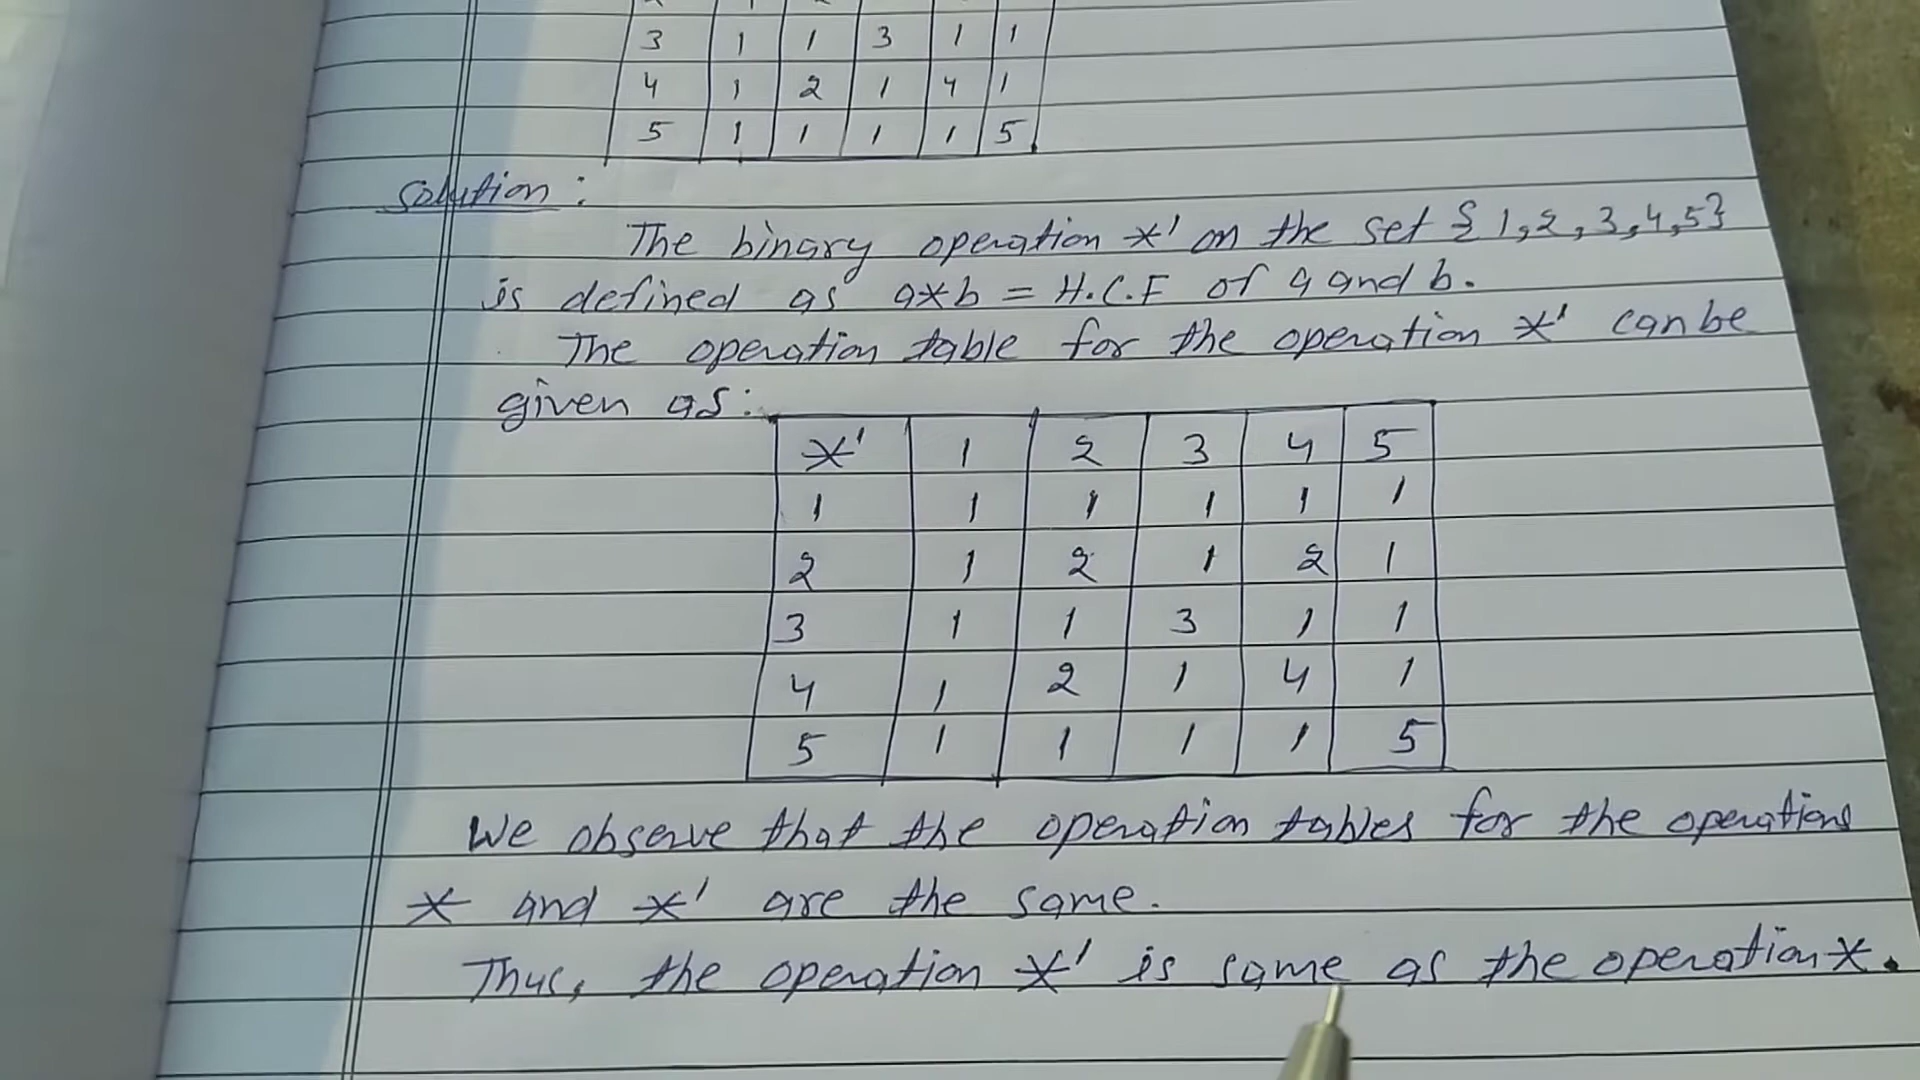 3 1 1 3 1 1
4 1 2 1 4 1
5 1 1 1 1 5
Solution :
The binary operation *' on the set {1,2,3,4,5}
is defined as a*b = H.C.F of a and b.
The operation table for the operation *' can be
given as:
*' 1 2 3 4 5
1 1 1 1 1 1
2 1 2 1 2 1
3 1 1 3 1 1
4 1 2 1 4 1
5 1 1 1 1 5
We observe that the operation tables for the operations
* and *' are the same.
Thus, the operation *' is same as the operation *.